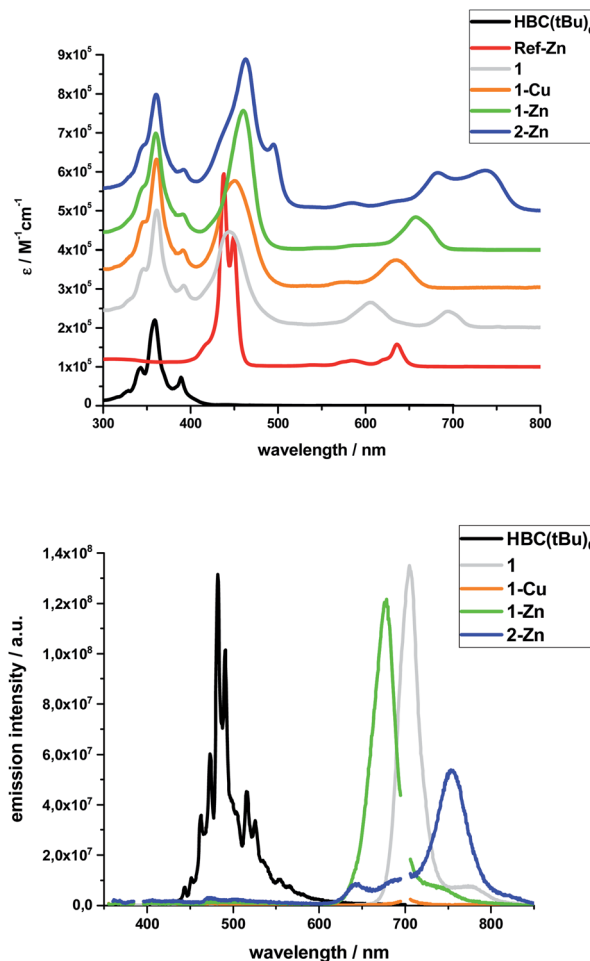 HBC(tBu)
Ref-Zn
1
1-Cu
1-Zn
2-Zn
9x10⁵
8x10⁵
7x10⁵
6x10⁵
5x10⁵
4x10⁵
3x10⁵
2x10⁵
1x10⁵
0
ε / M⁻¹cm⁻¹
300 400 500 600 700 800
wavelength / nm
HBC(tBu)
1
1-Cu
1-Zn
2-Zn
1,4x10⁸
1,2x10⁸
1,0x10⁸
8,0x10⁷
6,0x10⁷
4,0x10⁷
2,0x10⁷
0,0
emission intensity / a.u.
400 500 600 700 800
wavelength / nm